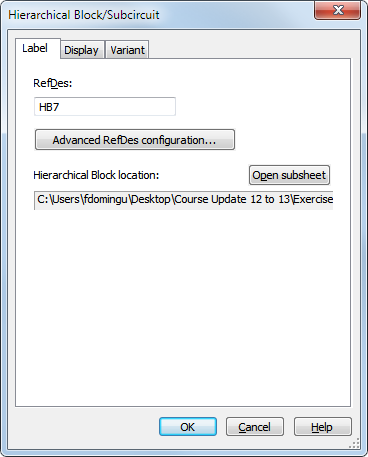 Hierarchical Block/Subcircuit
Label Display Variant
RefDes:
HB7
Advanced RefDes configuration...
Hierarchical Block location: Open subsheet
C:\Users\fdomingu\Desktop\Course Update 12 to 13\Exercise
OK Cancel Help